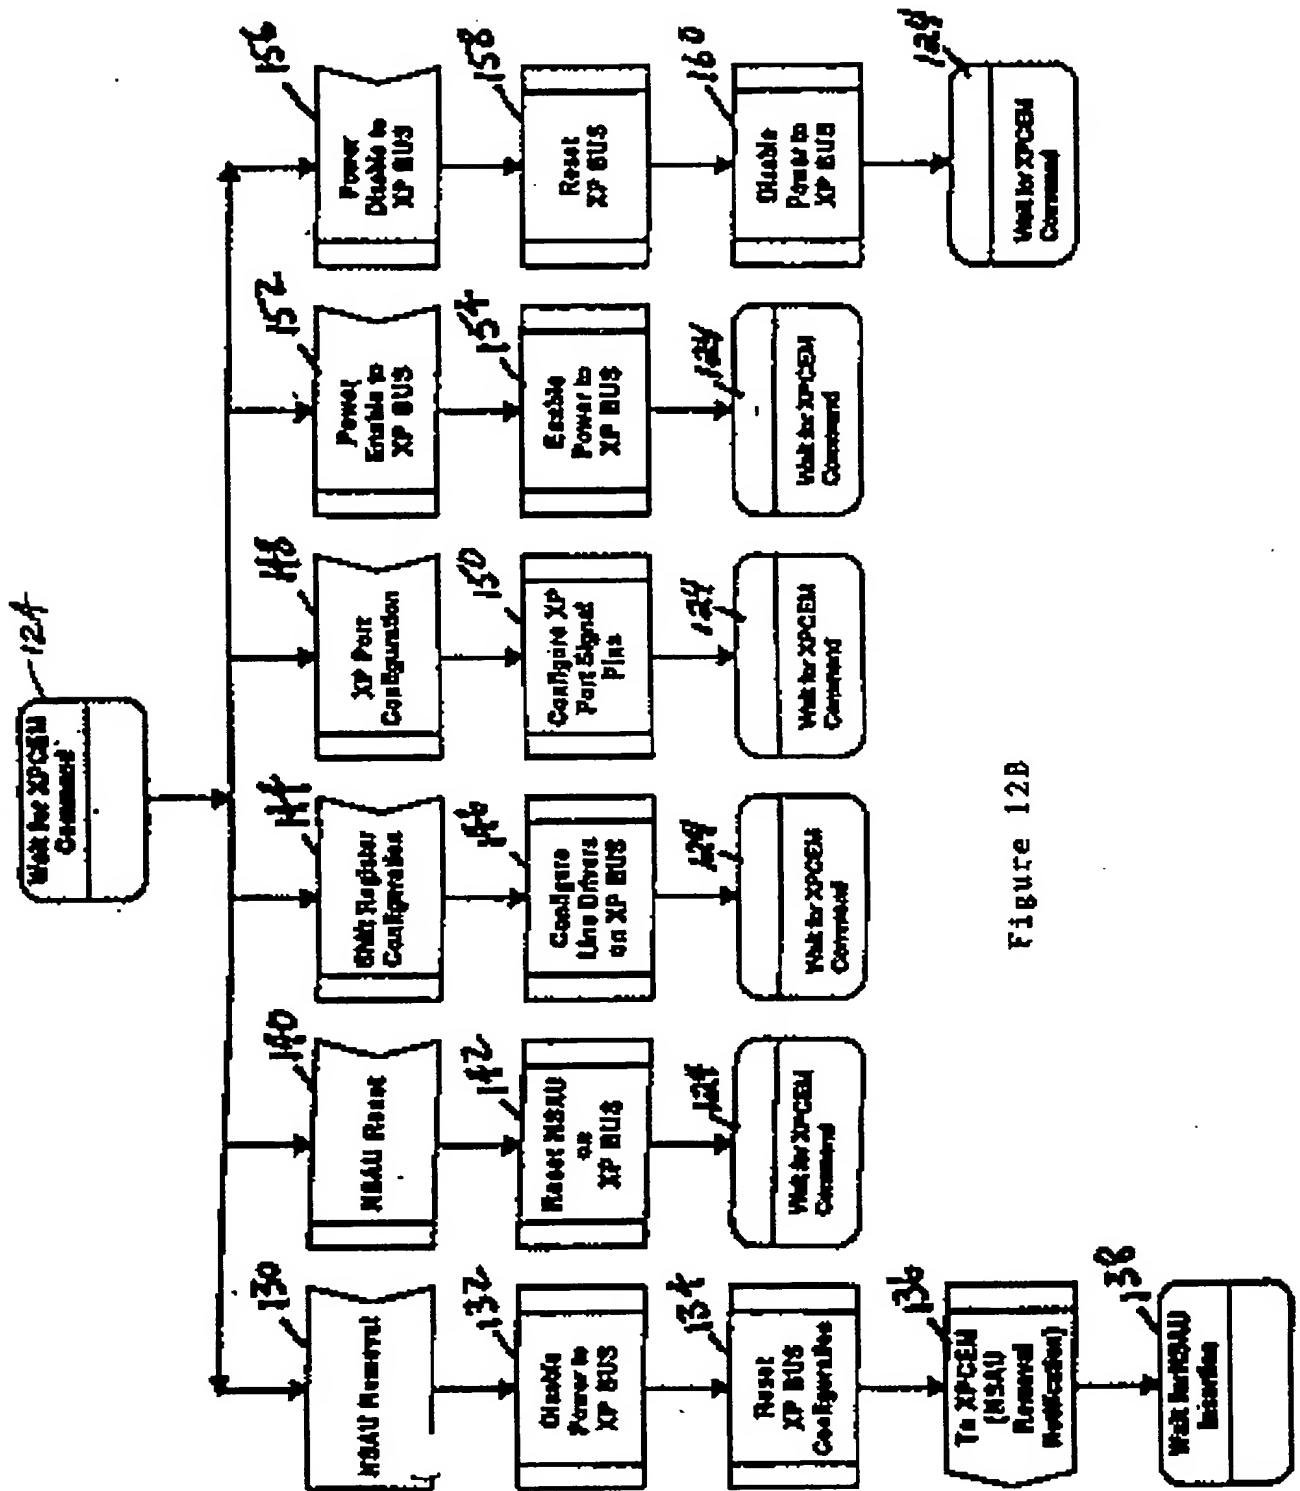 Wait for XPCEM
Command
124
130
NSAU Removal
132
Disable
Power to
XP BUS
134
Reset
XP BUS
Configuration
136
To XPCEM
(NSAU
Removal
Notification)
138
Wait for NSAU
Insertion
140
NSAU Reset
142
Reset NSAU
on
XP BUS
124
Wait for XPCEM
Command
144
Register
Configuration
146
Configure
Line Drivers
on XP BUS
124
Wait for XPCEM
Command
148
XP Port
Configuration
150
Configure XP
Port Signal
Pins
124
Wait for XPCEM
Command
152
Power
Enable to
XP BUS
154
Enable
Power to
XP BUS
124
Wait for XPCEM
Command
156
Power
Disable to
XP BUS
158
Reset
XP BUS
160
Disable
Power to
XP BUS
124
Wait for XPCEM
Command
Figure 12B